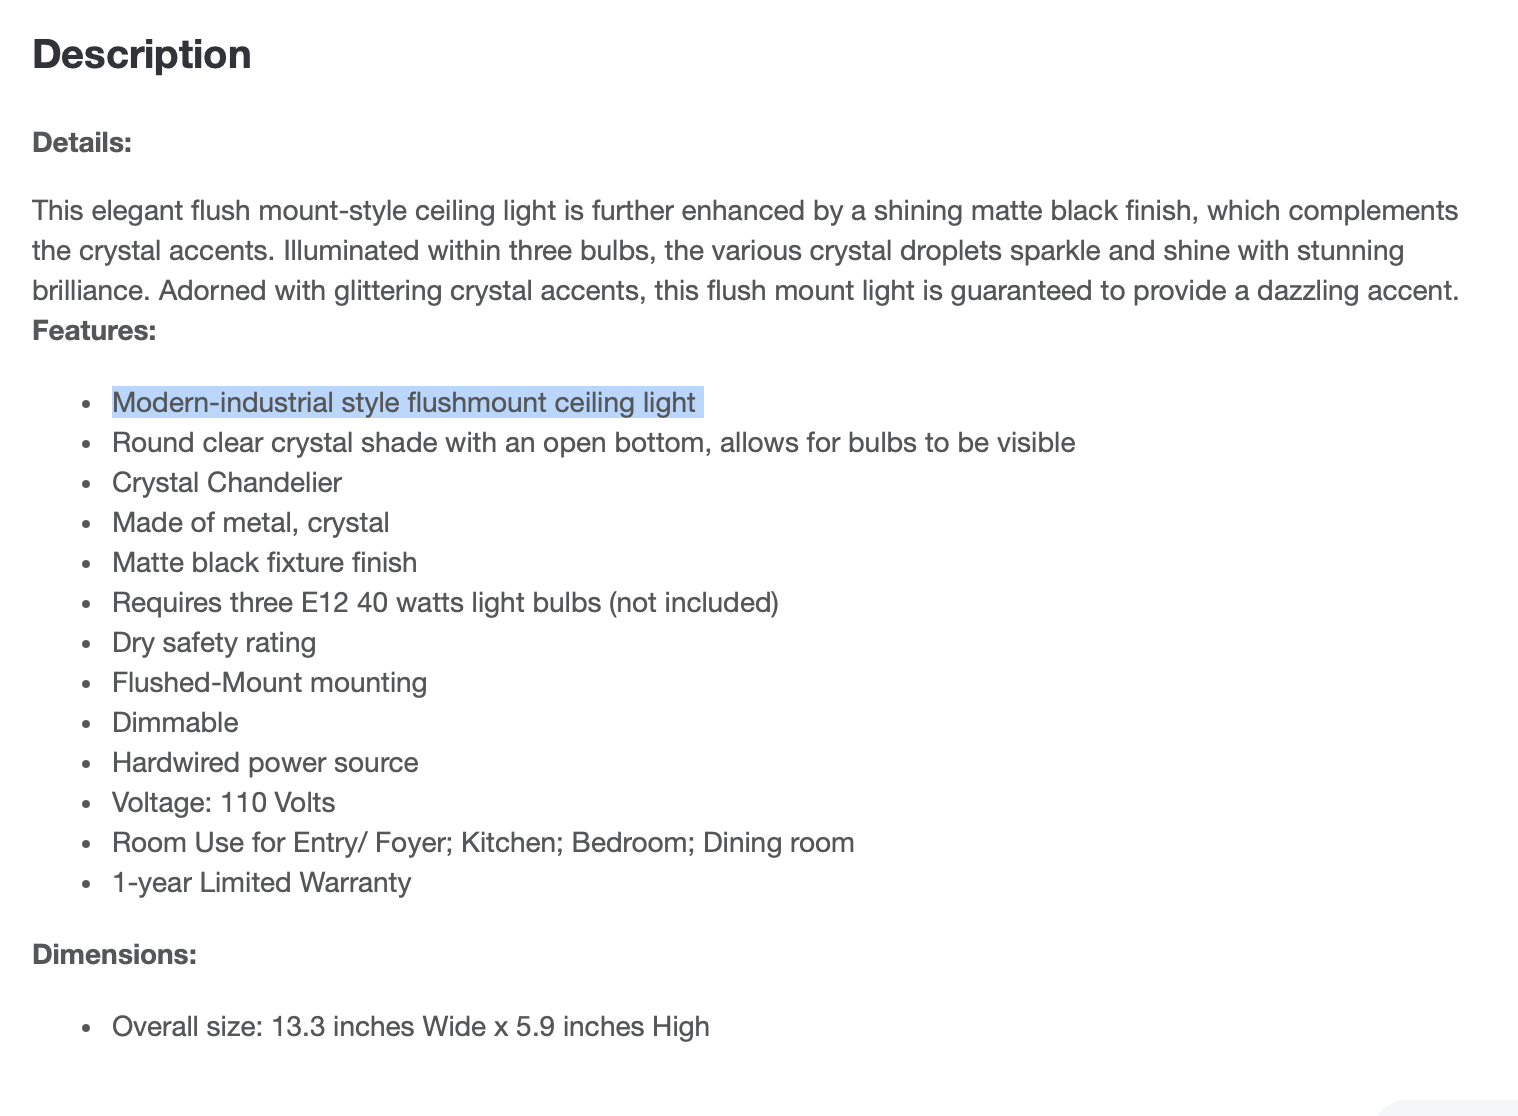 Description
Details:
This elegant flush mount-style ceiling light is further enhanced by a shining matte black finish, which complements
the crystal accents. Illuminated within three bulbs, the various crystal droplets sparkle and shine with stunning
brilliance. Adorned with glittering crystal accents, this flush mount light is guaranteed to provide a dazzling accent.
Features:
• Modern-industrial style flushmount ceiling light
• Round clear crystal shade with an open bottom, allows for bulbs to be visible
• Crystal Chandelier
• Made of metal, crystal
• Matte black fixture finish
• Requires three E12 40 watts light bulbs (not included)
• Dry safety rating
• Flushed-Mount mounting
• Dimmable
• Hardwired power source
• Voltage: 110 Volts
• Room Use for Entry/ Foyer; Kitchen; Bedroom; Dining room
• 1-year Limited Warranty
Dimensions:
• Overall size: 13.3 inches Wide x 5.9 inches High